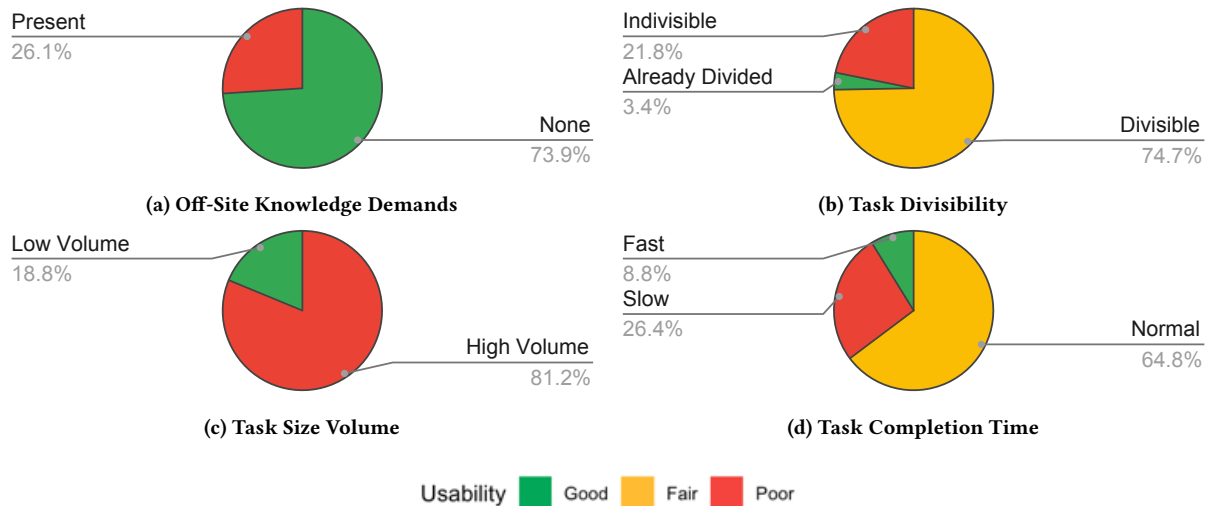 Present
26.1%
None
73.9%
(a) Off-Site Knowledge Demands
Indivisible
21.8%
Already Divided
3.4%
Divisible
74.7%
(b) Task Divisibility
Low Volume
18.8%
High Volume
81.2%
(c) Task Size Volume
Fast
8.8%
Slow
26.4%
Normal
64.8%
(d) Task Completion Time
Usability Good Fair Poor